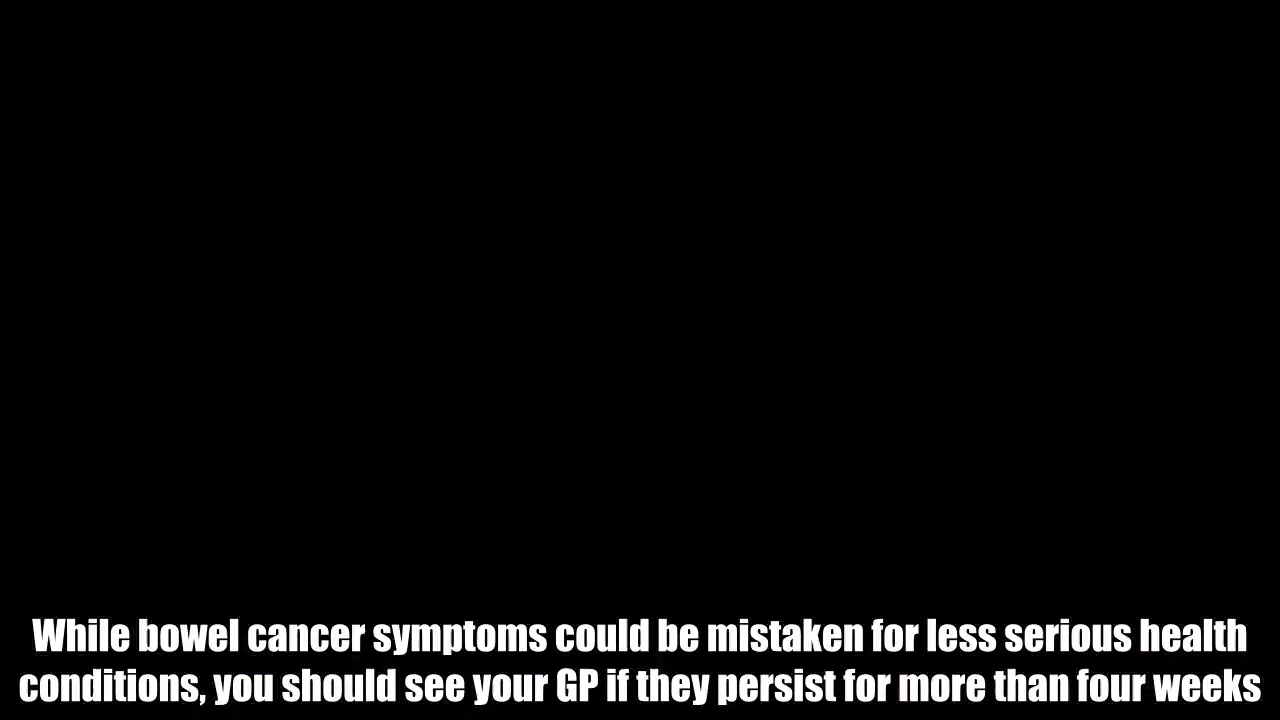 While bowel cancer symptoms could be mistaken for less serious health
conditions, you should see your GP if they persist for more than four weeks